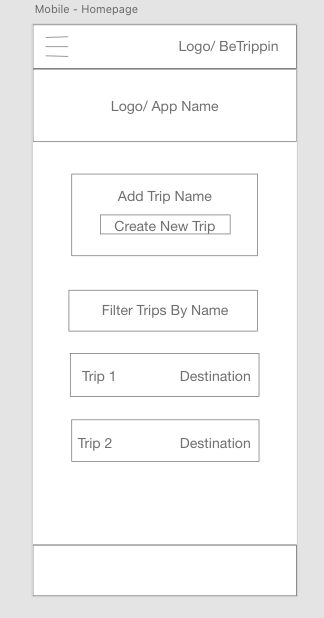 Mobile - Homepage
Logo/ BeTrippin
Logo/ App Name
Add Trip Name
Create New Trip
Filter Trips By Name
Trip 1 Destination
Trip 2 Destination